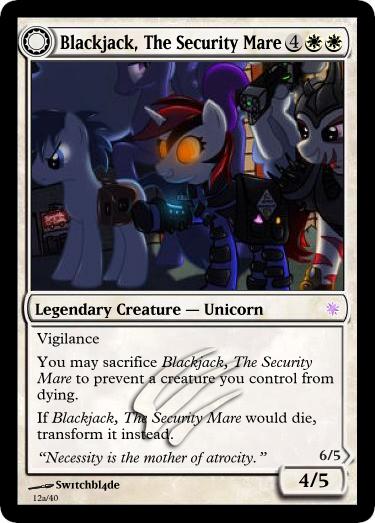 Blackjack, The Security Mare 4
Legendary Creature — Unicorn
Vigilance
You may sacrifice Blackjack, The Security
Mare to prevent a creature you control from
dying.
If Blackjack, The Security Mare would die,
transform it instead.
“Necessity is the mother of atrocity.”
6/5
Sw1tchbl4de
4/5
12a/40